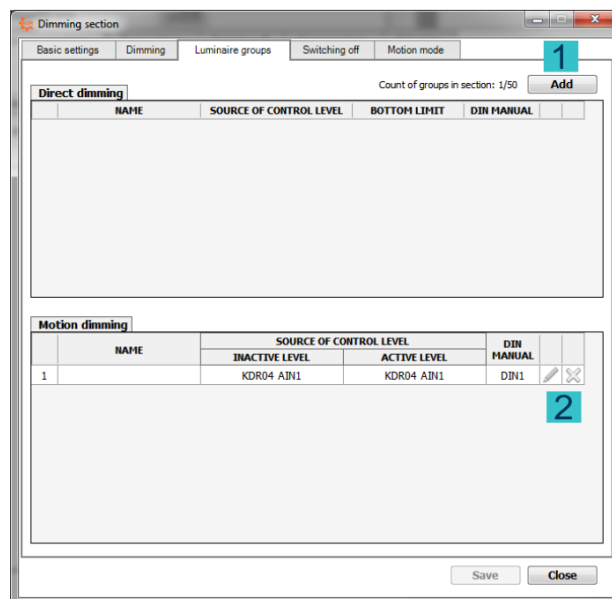 Dimming section
Basic settings Dimming Luminaire groups Switching off Motion mode
1
Count of groups in section: 1/50 Add
Direct dimming
NAME SOURCE OF CONTROL LEVEL BOTTOM LIMIT DIN MANUAL
Motion dimming
NAME SOURCE OF CONTROL LEVEL DIN MANUAL
INACTIVE LEVEL ACTIVE LEVEL
1 KDR04 AIN1 KDR04 AIN1 DIN1
2
Save Close